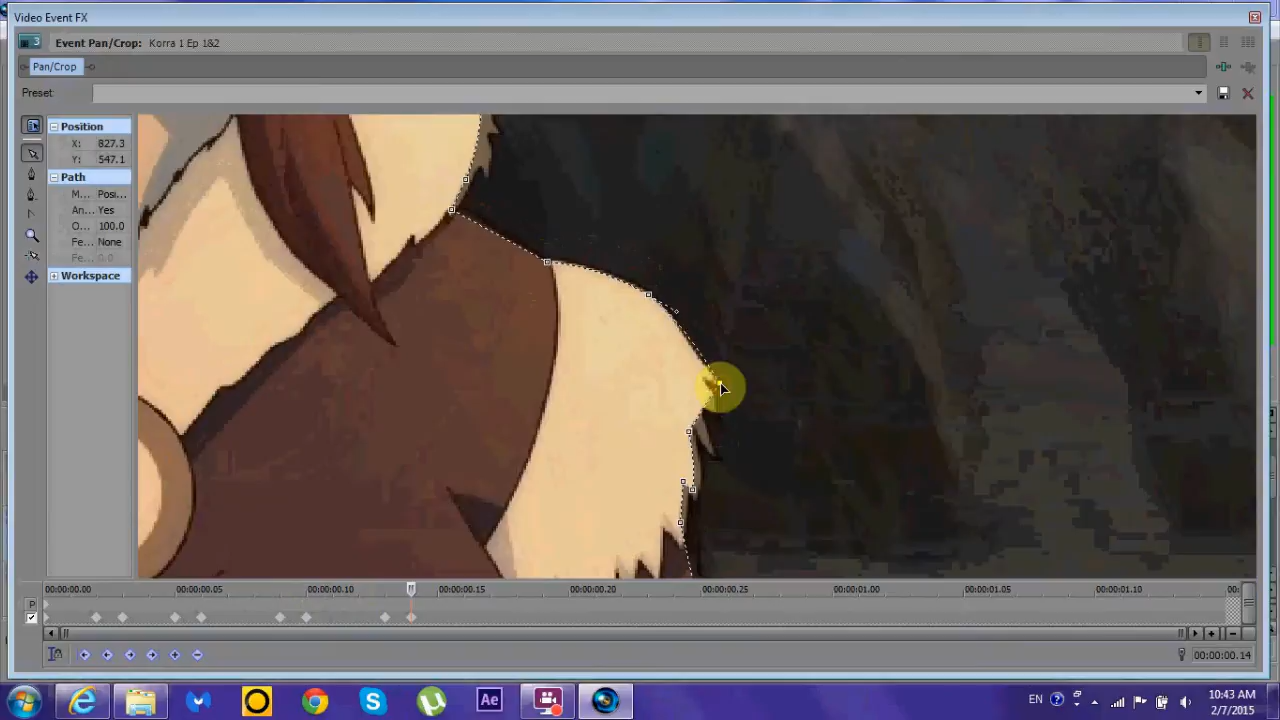 Video Event FX
Event Pan/Crop: Korra 1 Ep 1&2
Pan/Crop
Preset:
Position
X: 827.3
Y: 547.1
Path
M... Posi...
An... Yes
O... 100.0
Fe... None
Fe... 0.0
Workspace
00:00:00.00 00:00:00.05 00:00:00.10 00:00:00.15 00:00:00.20 00:00:00.25 00:00:01.00 00:00:01.05 00:00:01.10 00:
P
00:00:00.14
Ae
EN
10:43 AM
2/7/2015